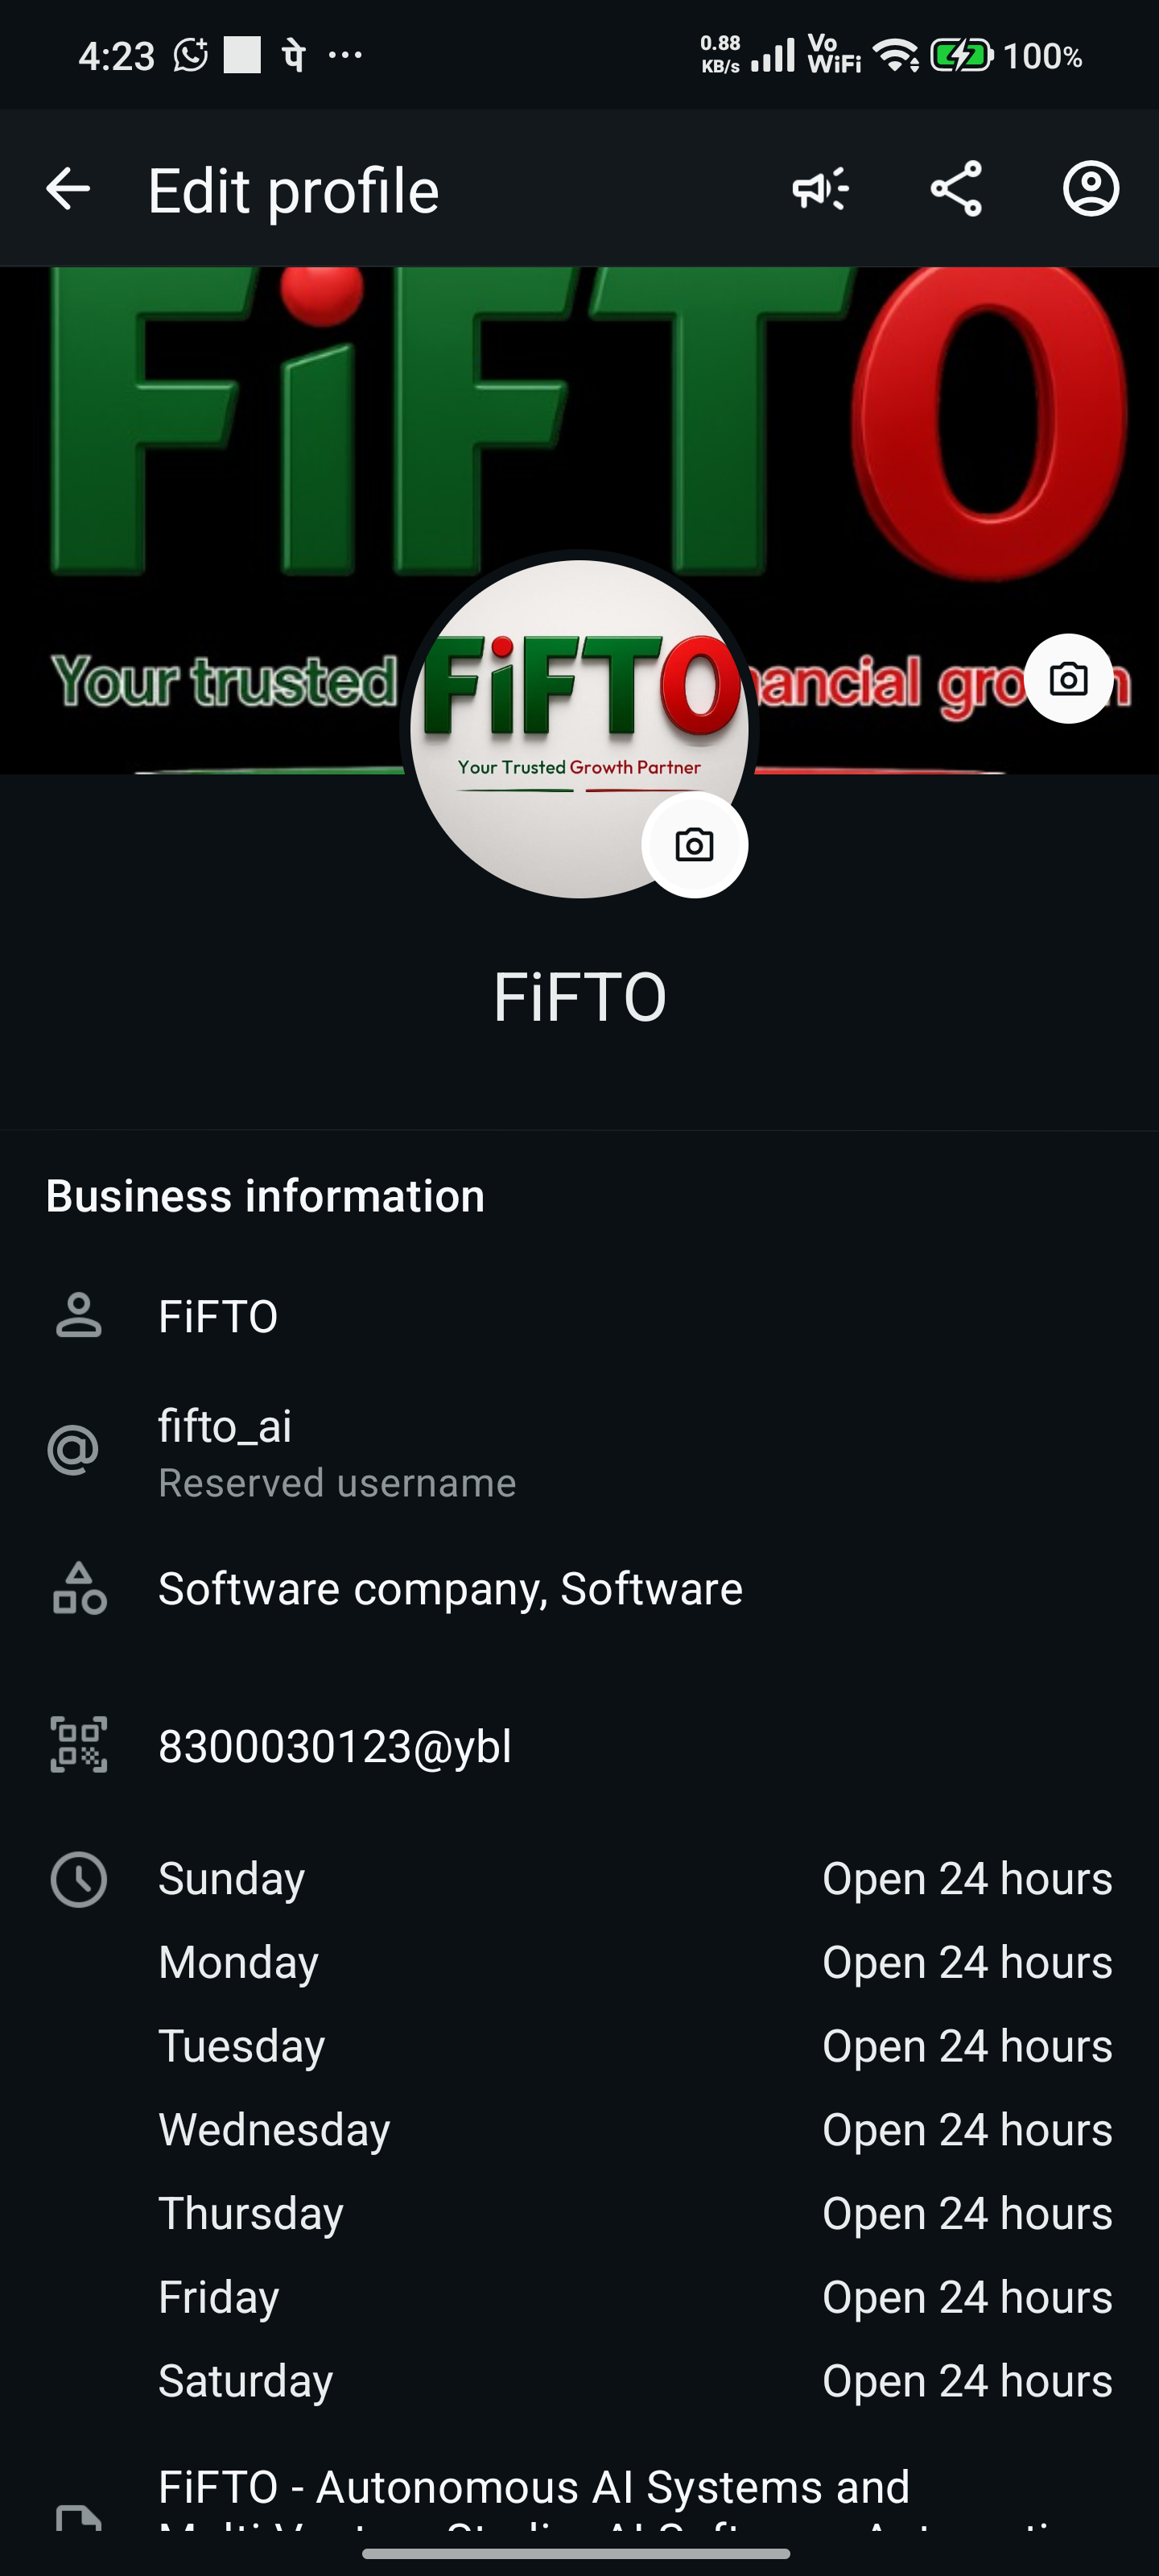 4:23 पे ... 0.88 KB/s Vo WiFi 100%
Edit profile
FiFTO
Your trusted
FiFTO
Your Trusted Growth Partner
FiFTO
Business information
FiFTO
fifto_ai
Reserved username
Software company, Software
8300030123@ybl
Sunday Open 24 hours
Monday Open 24 hours
Tuesday Open 24 hours
Wednesday Open 24 hours
Thursday Open 24 hours
Friday Open 24 hours
Saturday Open 24 hours
FiFTO - Autonomous AI Systems and